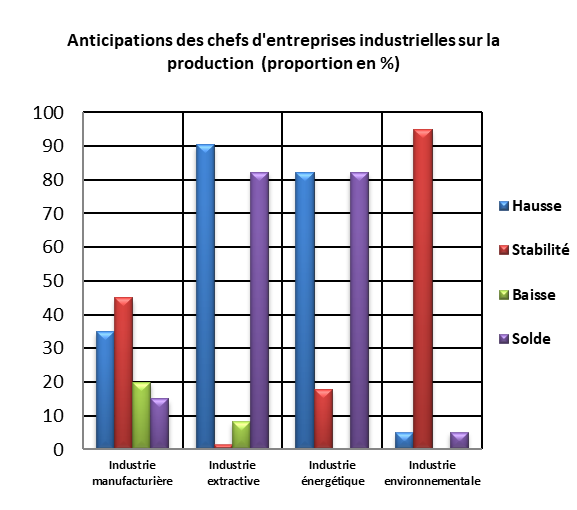 Anticipations des chefs d'entreprises industrielles sur la
production (proportion en %)
100
90
80
70
60
50
40
30
20
10
0
Hausse
Stabilité
Baisse
Solde
Industrie
manufacturière
Industrie
extractive
Industrie
énergétique
Industrie
environnementale